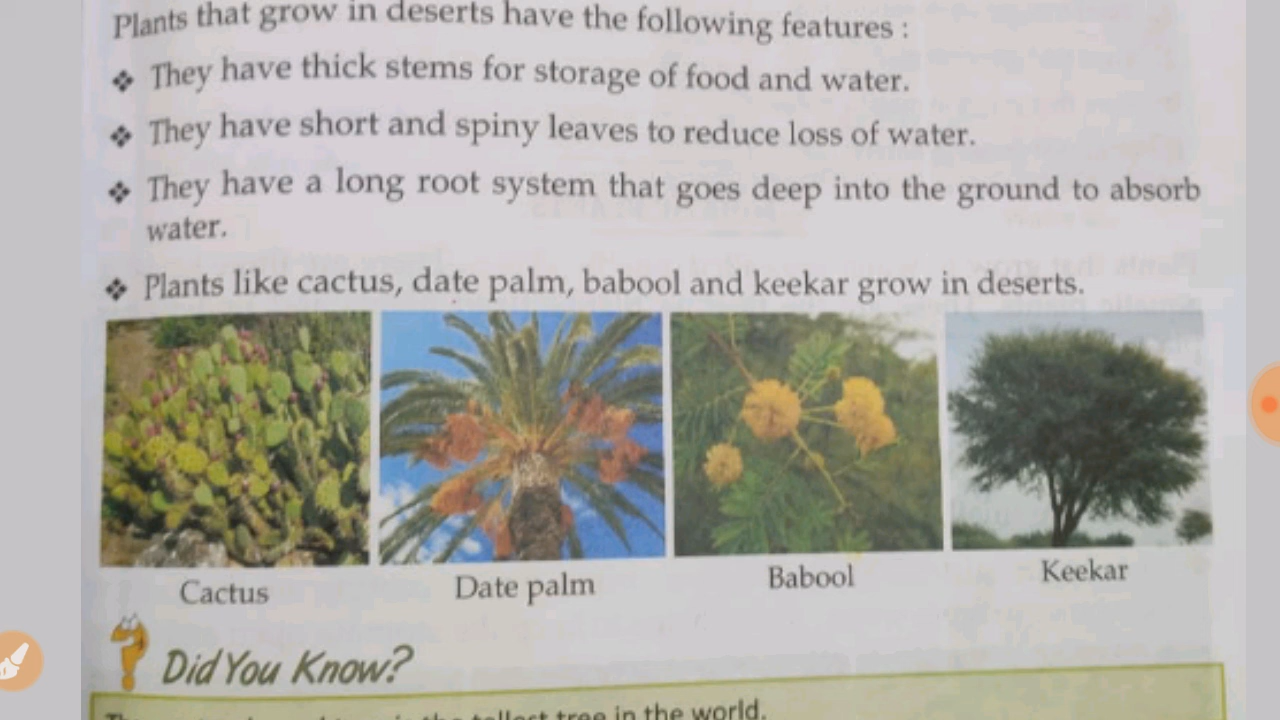 Plants that grow in deserts have the following features :
❖ They have thick stems for storage of food and water.
❖ They have short and spiny leaves to reduce loss of water.
❖ They have a long root system that goes deep into the ground to absorb
water.
❖ Plants like cactus, date palm, babool and keekar grow in deserts.
Cactus Date palm Babool Keekar
Did You Know?
is the tallest tree in the world.